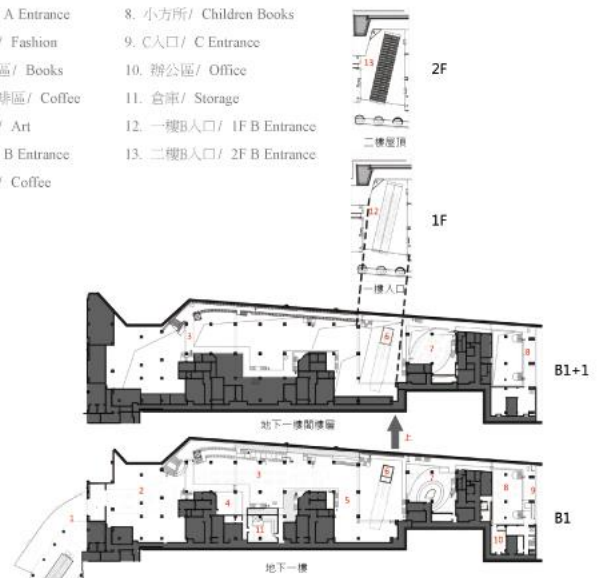 A Entrance
/ Fashion
區/ Books
啡區/ Coffee
/ Art
B Entrance
/ Coffee
8. 小方所/ Children Books
9. C入口/ C Entrance
10. 辦公區/ Office
11. 倉庫/ Storage
12. 一樓B入口/ 1F B Entrance
13. 二樓B入口/ 2F B Entrance
13
2F
二樓屋頂
12
1F
一樓入口
3
6
7
8
B1+1
地下一樓閣樓層
上
1
2
3
4
5
6
7
8
9
10
11
B1
地下一樓